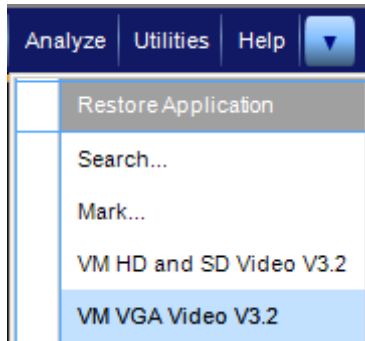 Analyze Utilities Help
Restore Application
Search...
Mark...
VM HD and SD Video V3.2
VM VGA Video V3.2